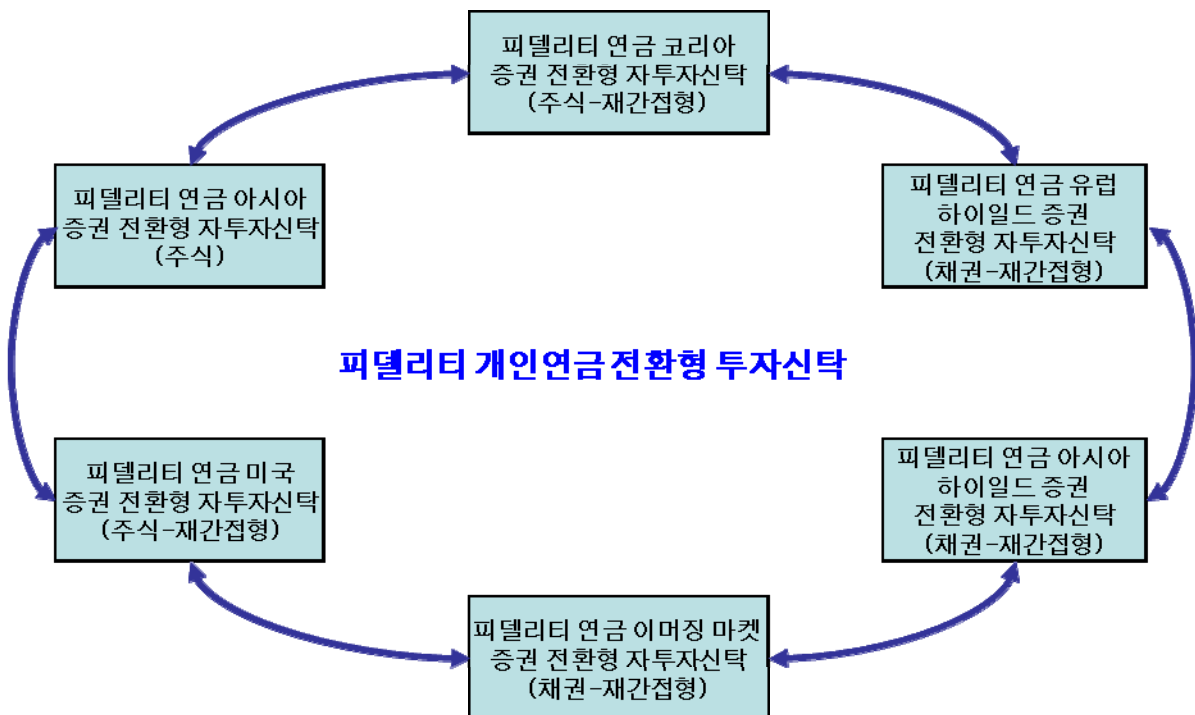 피델리티 연금 코리아
증권 전환형 자투자신탁
(주식-재간접형)
피델리티 연금 아시아
증권 전환형 자투자신탁
(주식)
피델리티 연금 유럽
하이일드 증권
전환형 자투자신탁
(채권-재간접형)
피델리티 개인연금 전환형 투자신탁
피델리티 연금 미국
증권 전환형 자투자신탁
(주식-재간접형)
피델리티 연금 아시아
하이일드 증권
전환형 자투자신탁
(채권-재간접형)
피델리티 연금 이머징 마켓
증권 전환형 자투자신탁
(채권-재간접형)